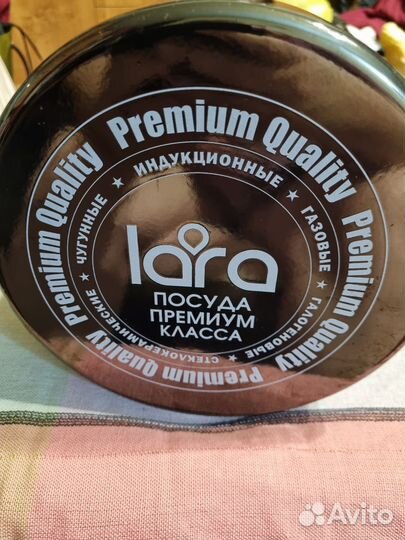 Premium Quality
Premium Quality
Premium Quality
Premium Quality
ИНДУКЦИОННЫЕ ★ ГАЗОВЫЕ ★ ГАЛОГЕНОВЫЕ ★ СТЕКЛОКЕРАМИЧЕСКИЕ ★ ЧУГУННЫЕ ★
lara
ПОСУДА
ПРЕМИУМ
КЛАССА
Avito